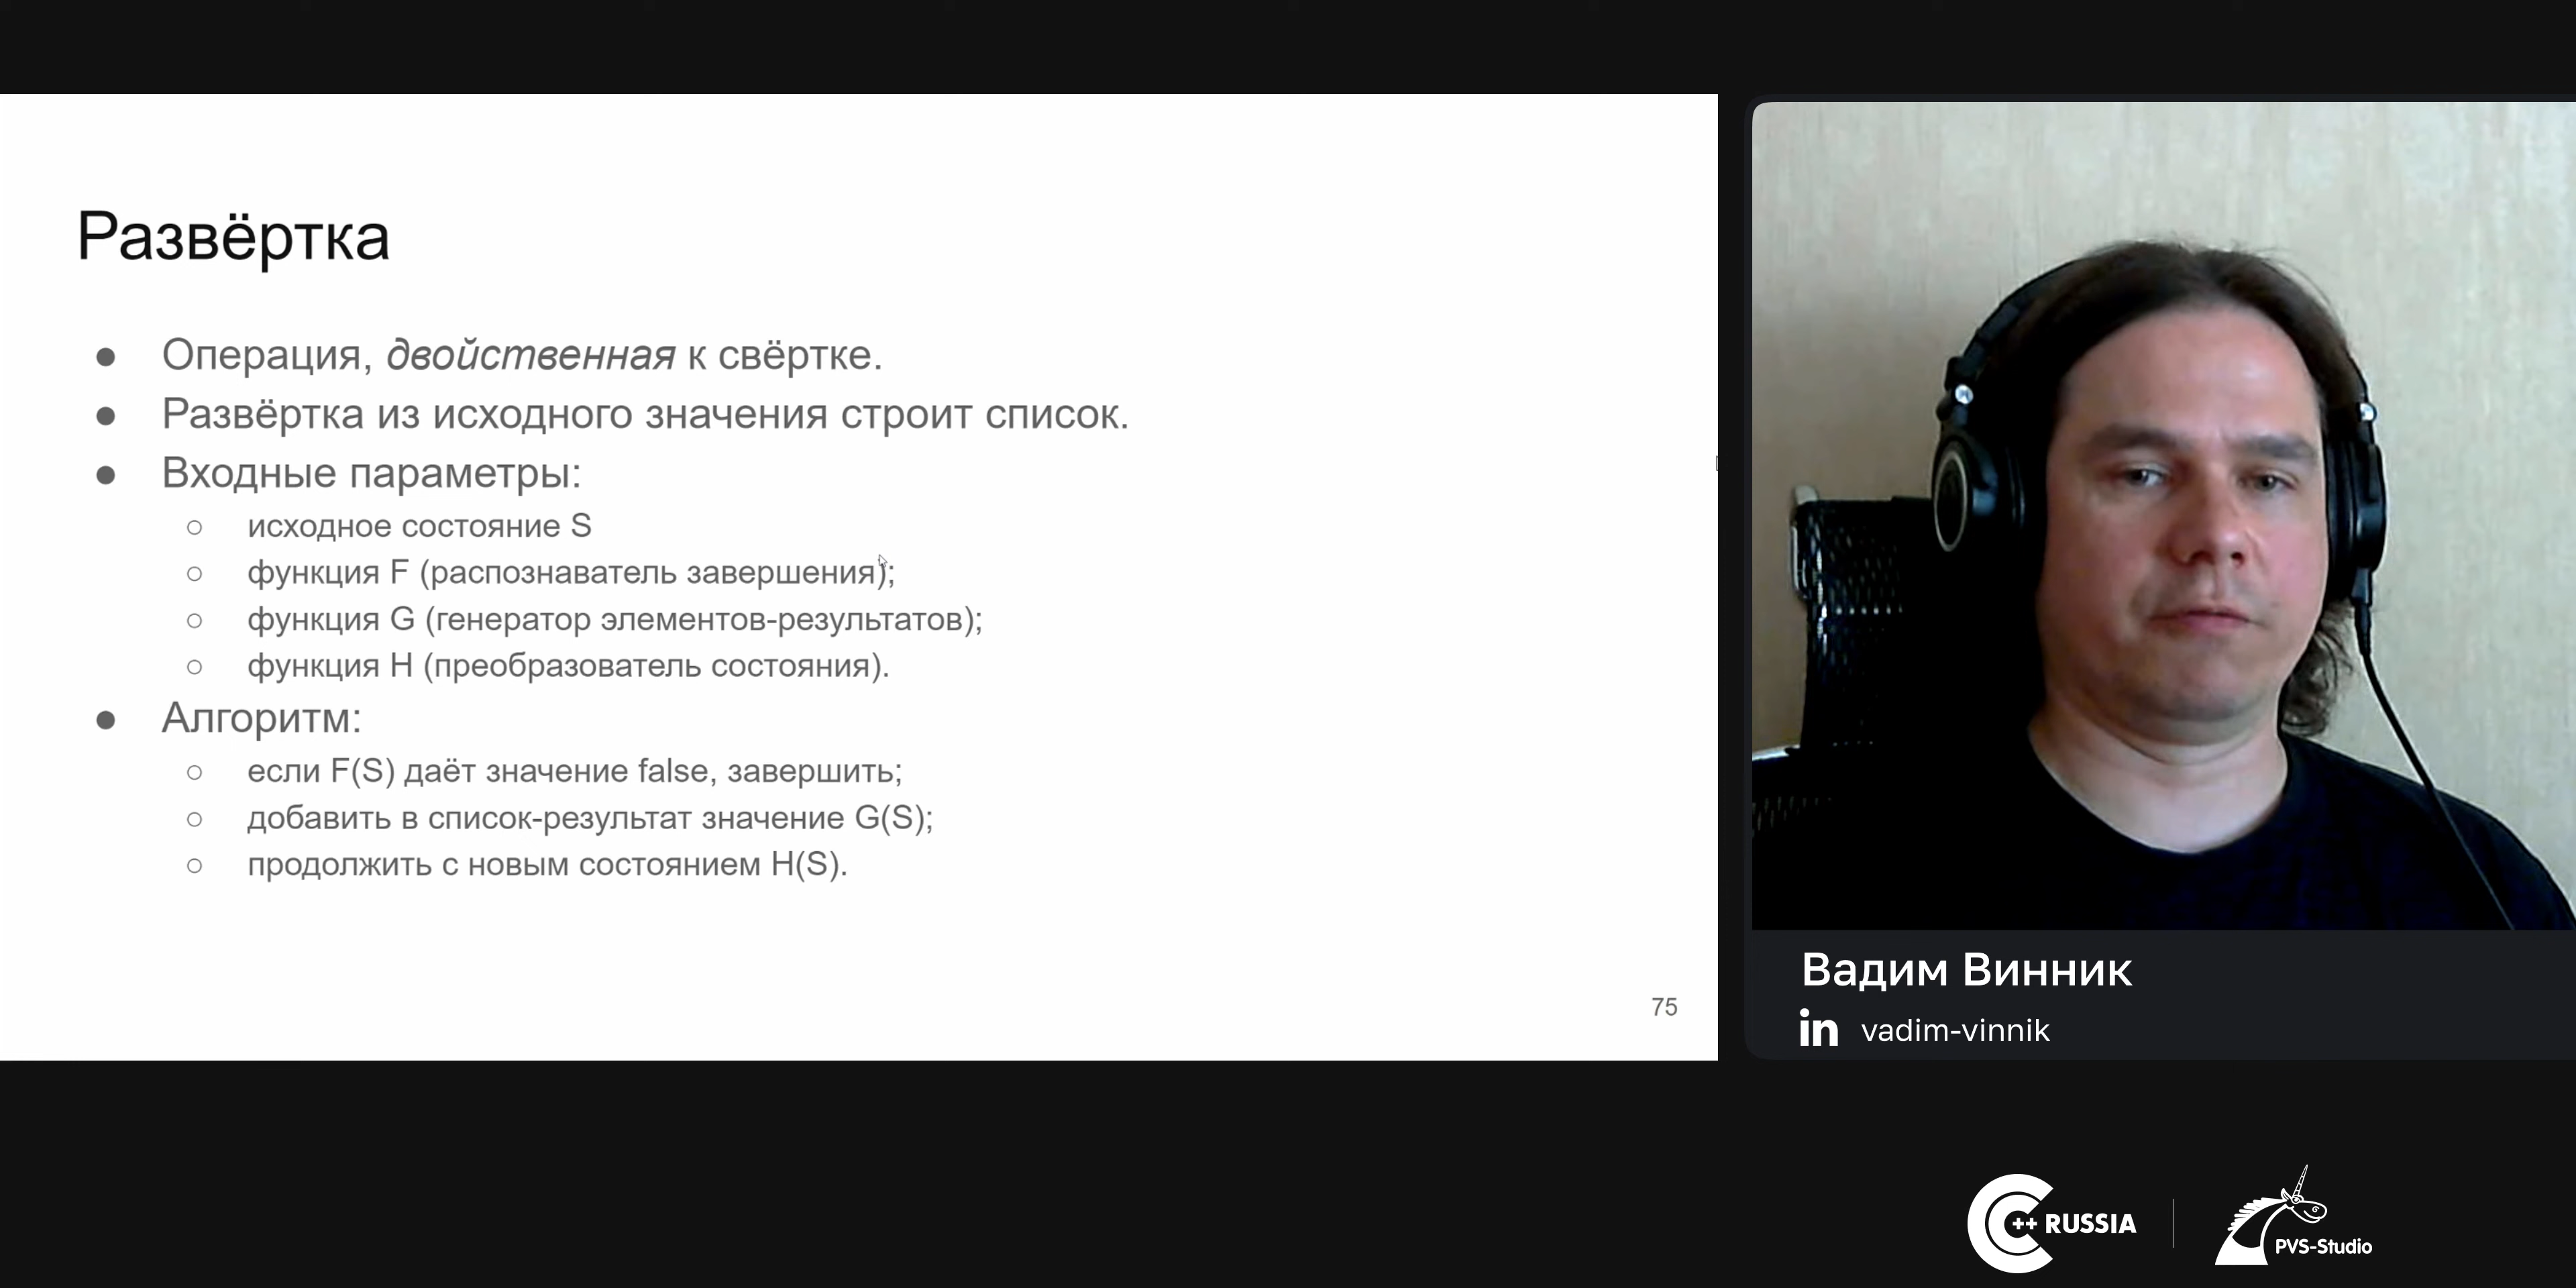 Развёртка
● Операция, двойственная к свёртке.
● Развёртка из исходного значения строит список.
● Входные параметры:
○ исходное состояние S
○ функция F (распознаватель завершения);
○ функция G (генератор элементов-результатов);
○ функция H (преобразователь состояния).
● Алгоритм:
○ если F(S) даёт значение false, завершить;
○ добавить в список-результат значение G(S);
○ продолжить с новым состоянием H(S).
75
Вадим Винник
in vadim-vinnik
C++ RUSSIA
PVS-Studio